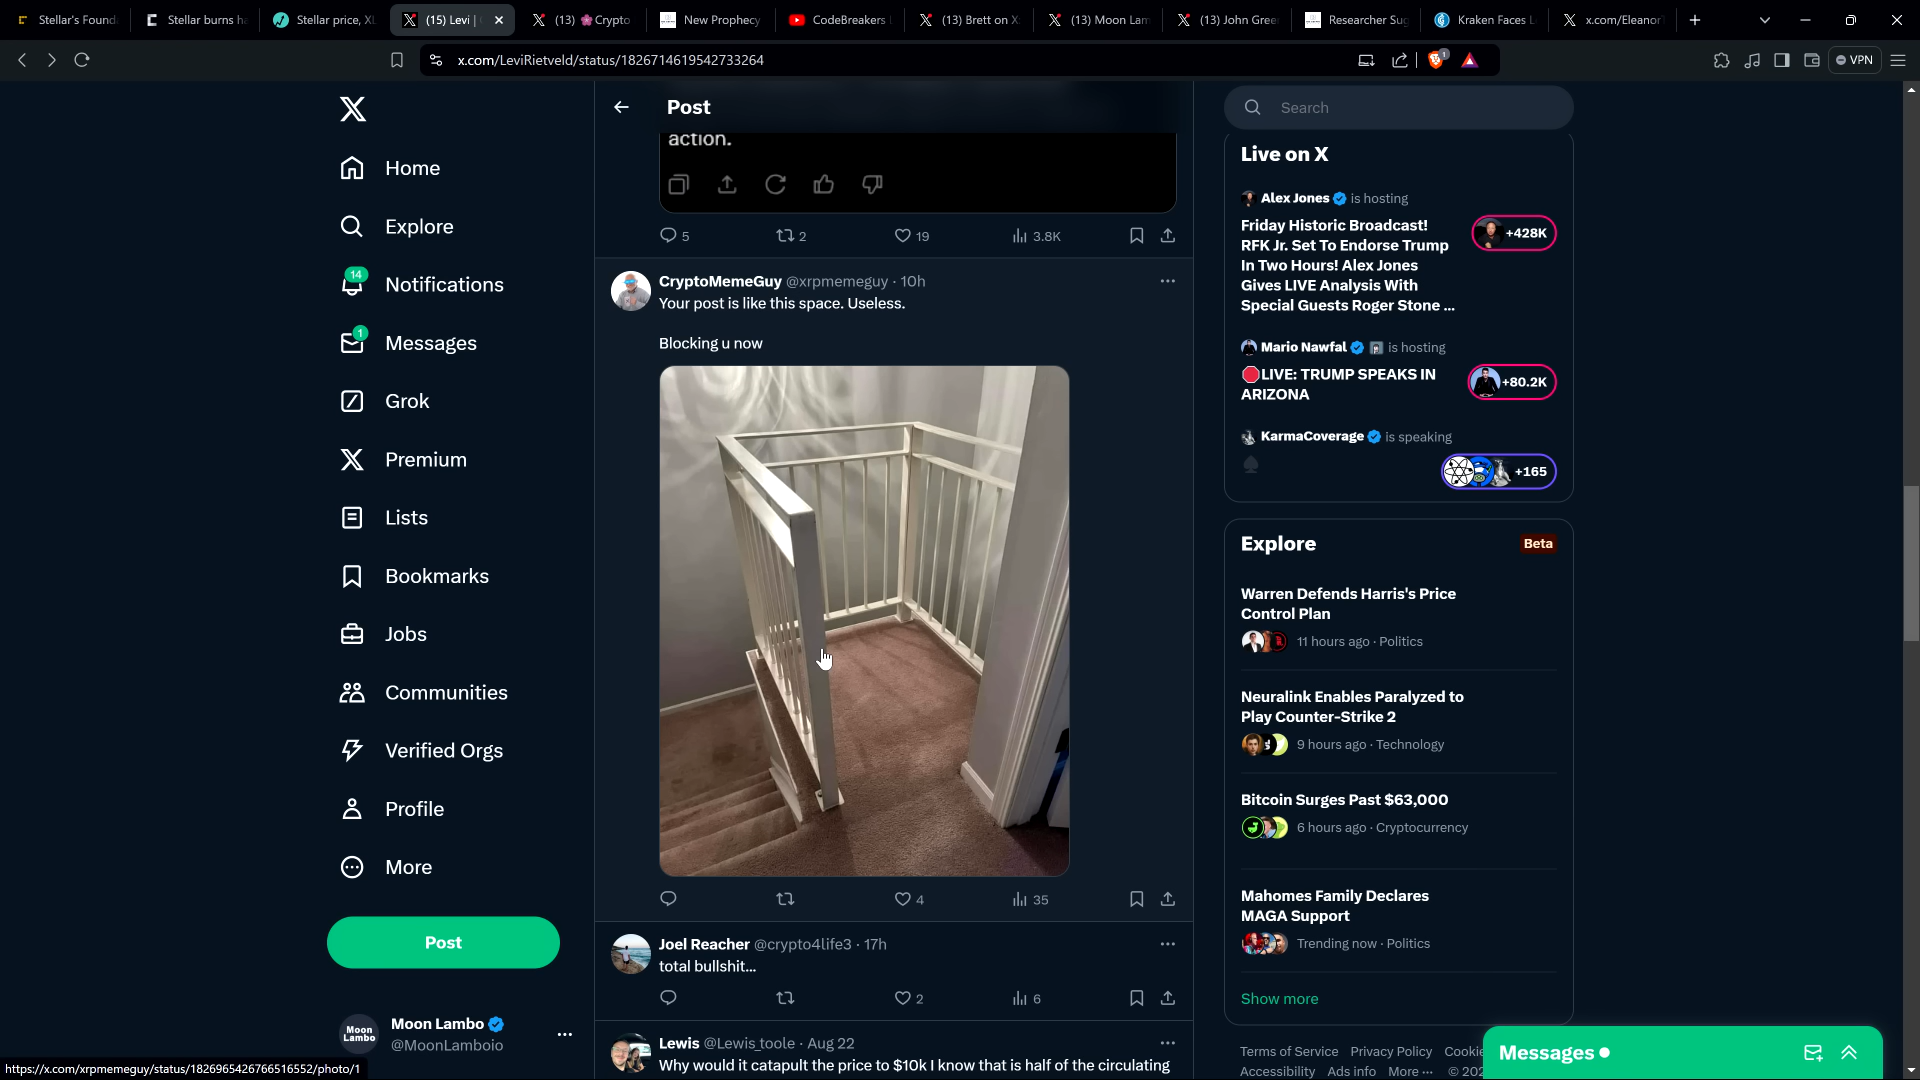 Stellar's Found
Stellar burns ha
Stellar price, XL
(15) Levi |
(13) 🌸Crypto
New Prophecy
CodeBreakers
(13) Brett on X
(13) Moon Lam
(13) John Gree
Researcher Sug
Kraken Faces L
x.com/Eleanor
x.com/LeviRietveld/status/1826714619542733264
1
VPN
Home
Explore
14
Notifications
1
Messages
Grok
Premium
Lists
Bookmarks
Jobs
Communities
Verified Orgs
Profile
More
Post
Moon Lambo
Moon Lambo
@MoonLamboio
https://x.com/xrpmemeguy/status/1826965426766516552/photo/1
Post
action.
5 2 19 3.8K
CryptoMemeGuy @xrpmemeguy · 10h
Your post is like this space. Useless.
Blocking u now
4 35
Joel Reacher @crypto4life3 · 17h
total bullshit...
2 6
Lewis @Lewis_toole · Aug 22
Why would it catapult the price to $10k I know that is half of the circulating
Search
Live on X
Alex Jones is hosting
Friday Historic Broadcast!
RFK Jr. Set To Endorse Trump
In Two Hours! Alex Jones
Gives LIVE Analysis With
Special Guests Roger Stone ...
+428K
Mario Nawfal is hosting
🛑LIVE: TRUMP SPEAKS IN
ARIZONA
+80.2K
KarmaCoverage is speaking
♠
+165
Explore
Beta
Warren Defends Harris's Price
Control Plan
11 hours ago · Politics
Neuralink Enables Paralyzed to
Play Counter-Strike 2
9 hours ago · Technology
Bitcoin Surges Past $63,000
6 hours ago · Cryptocurrency
Mahomes Family Declares
MAGA Support
Trending now · Politics
Show more
Terms of Service Privacy Policy Cookie
Accessibility Ads info More ··· © 202
Messages